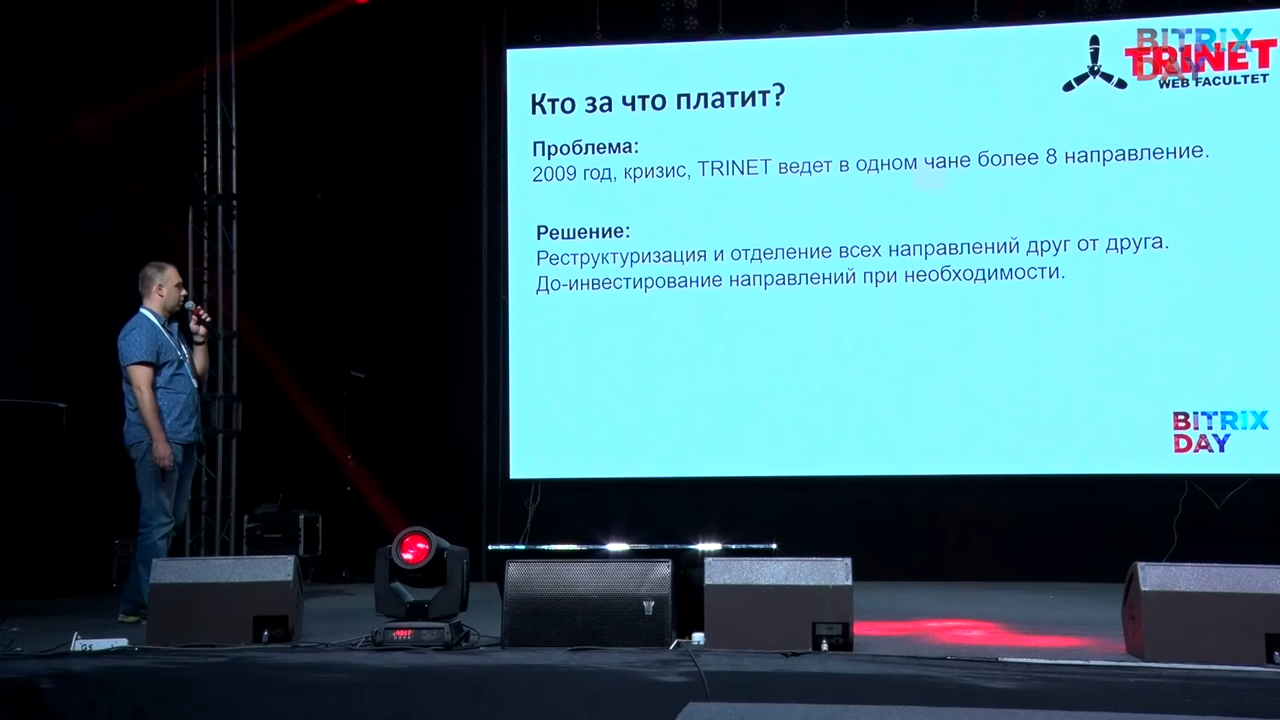 BITRIX
DAY
TRINET
WEB FACULTET
Кто за что платит?
Проблема:
2009 год, кризис, TRINET ведет в одном чане более 8 направление.
Решение:
Реструктуризация и отделение всех направлений друг от друга.
До-инвестирование направлений при необходимости.
BITRIX
DAY